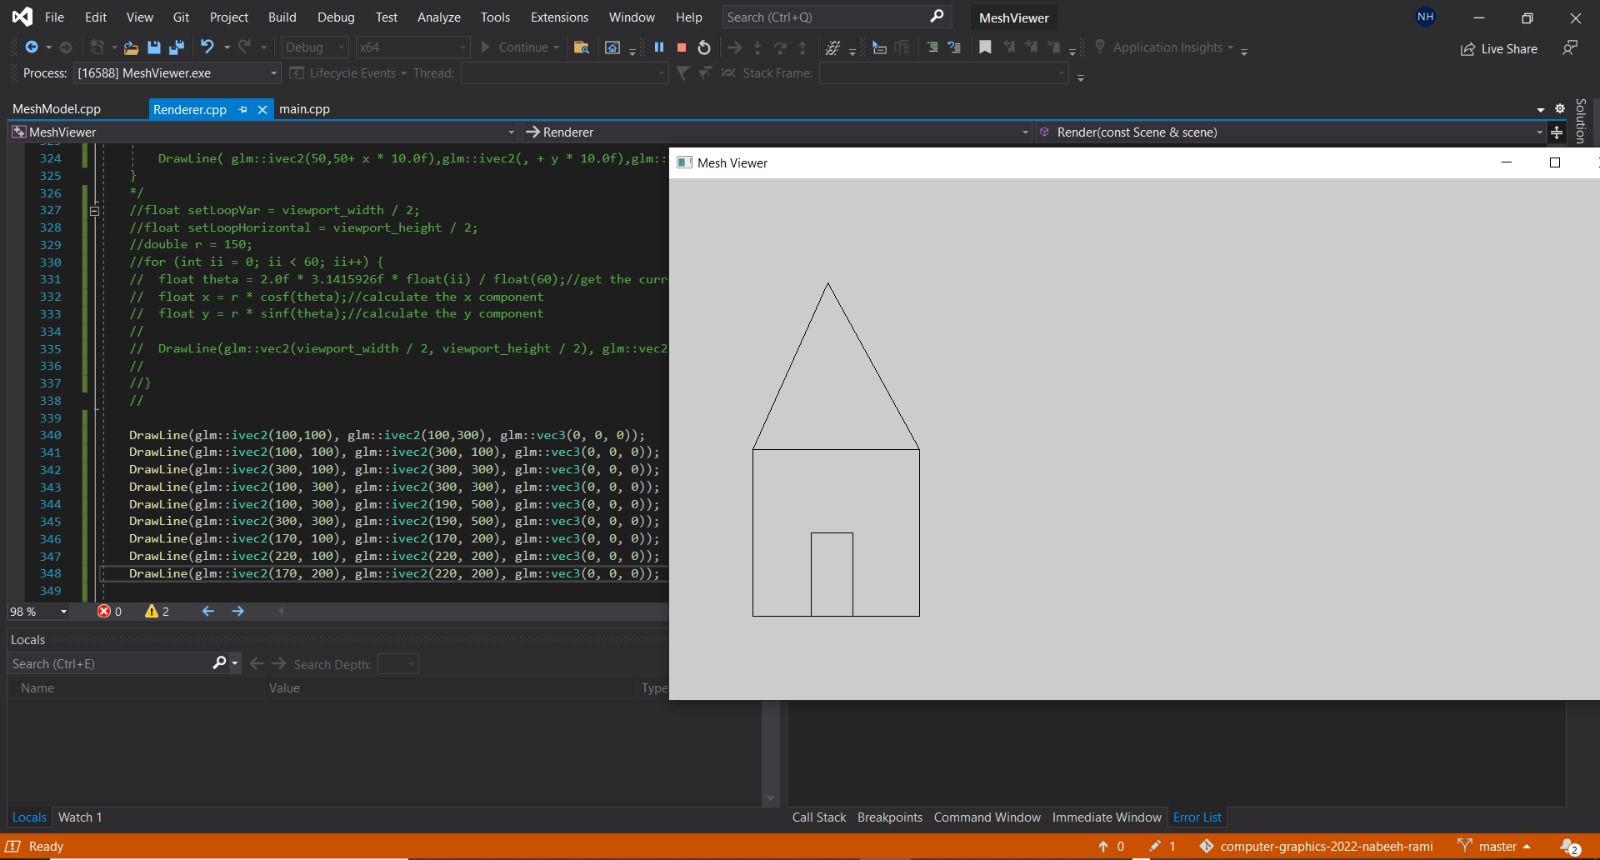 File Edit View Git Project Build Debug Test Analyze Tools Extensions Window Help Search (Ctrl+Q) MeshViewer NH
Debug x64 Continue Application Insights Live Share
Process: [16588] MeshViewer.exe Lifecycle Events Thread: Stack Frame:
MeshModel.cpp Renderer.cpp main.cpp Solution
MeshViewer Renderer Render(const Scene & scene)
324 DrawLine( glm::ivec2(50,50+ x * 10.0f),glm::ivec2(, + y * 10.0f),glm::
325 }
326 */
327 //float setLoopVar = viewport_width / 2;
328 //float setLoopHorizontal = viewport_height / 2;
329 //double r = 150;
330 //for (int ii = 0; ii < 60; ii++) {
331 // float theta = 2.0f * 3.1415926f * float(ii) / float(60);//get the curr
332 // float x = r * cosf(theta);//calculate the x component
333 // float y = r * sinf(theta);//calculate the y component
334 //
335 // DrawLine(glm::vec2(viewport_width / 2, viewport_height / 2), glm::vec2
336 //
337 //}
338 //
339
340 DrawLine(glm::ivec2(100,100), glm::ivec2(100,300), glm::vec3(0, 0, 0));
341 DrawLine(glm::ivec2(100, 100), glm::ivec2(300, 100), glm::vec3(0, 0, 0));
342 DrawLine(glm::ivec2(300, 100), glm::ivec2(300, 300), glm::vec3(0, 0, 0));
343 DrawLine(glm::ivec2(100, 300), glm::ivec2(300, 300), glm::vec3(0, 0, 0));
344 DrawLine(glm::ivec2(100, 300), glm::ivec2(190, 500), glm::vec3(0, 0, 0));
345 DrawLine(glm::ivec2(300, 300), glm::ivec2(190, 500), glm::vec3(0, 0, 0));
346 DrawLine(glm::ivec2(170, 100), glm::ivec2(170, 200), glm::vec3(0, 0, 0));
347 DrawLine(glm::ivec2(220, 100), glm::ivec2(220, 200), glm::vec3(0, 0, 0));
348 DrawLine(glm::ivec2(170, 200), glm::ivec2(220, 200), glm::vec3(0, 0, 0));
349
98 % 0 2
Mesh Viewer
Locals
Search (Ctrl+E) Search Depth:
Name Value Type
Locals Watch 1 Call Stack Breakpoints Command Window Immediate Window Error List
Ready 0 1 computer-graphics-2022-nabeeh-rami master 2